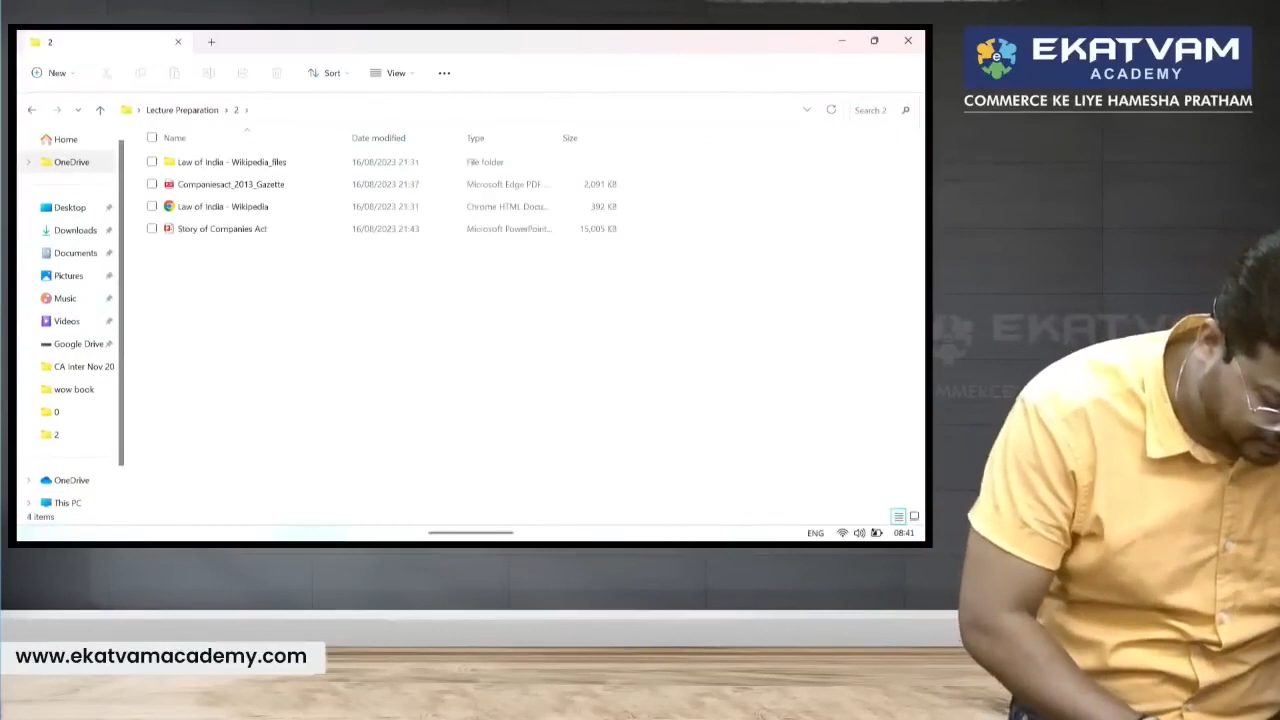 2
New
Sort
View
Lecture Preparation
2
Search 2
Home
OneDrive
Desktop
Downloads
Documents
Pictures
Music
Videos
Google Drive
CA Inter Nov 20
wow book
0
2
OneDrive
This PC
4 items
Name Date modified Type Size
Law of India - Wikipedia_files 16/08/2023 21:31 File folder
Companiesact_2013_Gazette 16/08/2023 21:37 Microsoft Edge PDF ... 2,091 KB
Law of India - Wikipedia 16/08/2023 21:31 Chrome HTML Docu... 392 KB
Story of Companies Act 16/08/2023 21:43 Microsoft PowerPoint... 15,005 KB
ENG 08:41
EKATVAM
ACADEMY
COMMERCE KE LIYE HAMESHA PRATHAM
EKATVAM
www.ekatvamacademy.com